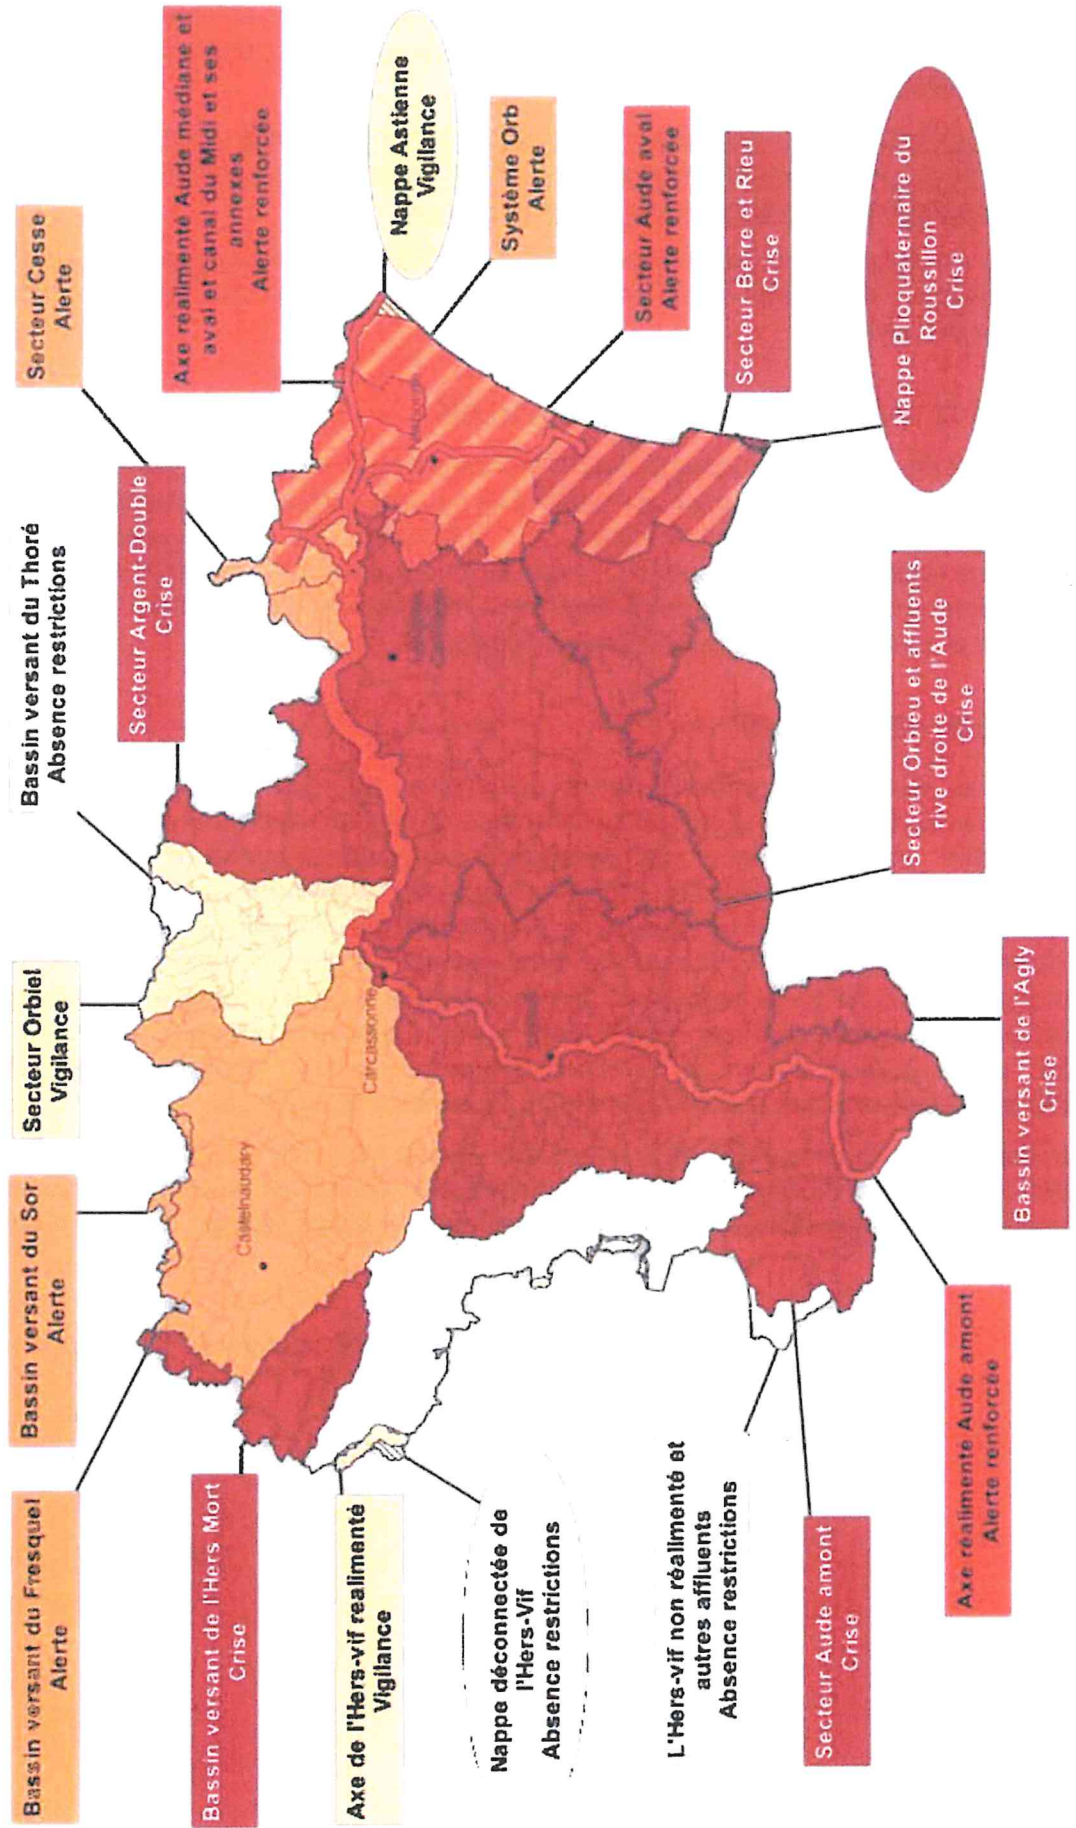 Bassin versant du Fresquel
Alerte
Bassin versant du Sor
Alerte
Secteur Orbiel
Vigilance
Bassin versant du Thoré
Absence restrictions
Secteur Argent-Double
Crise
Secteur Cesse
Alerte
Axe réalimenté Aude médiane et
aval et canal du Midi et ses
annexes
Alerte renforcée
Nappe Astienne
Vigilance
Système Orb
Alerte
Secteur Aude aval
Alerte renforcée
Secteur Berre et Rieu
Crise
Nappe Plioquaternaire du
Roussillon
Crise
Secteur Orbieu et affluents
rive droite de l'Aude
Crise
Bassin versant de l'Agly
Crise
Axe réalimenté Aude amont
Alerte renforcée
Secteur Aude amont
Crise
L'Hers-vif non réalimenté et
autres affluents
Absence restrictions
Nappe déconnectée de
l'Hers-Vif
Absence restrictions
Axe de l'Hers-vif realimenté
Vigilance
Bassin versant de l'Hers Mort
Crise
Castelnaudary
Carcassonne